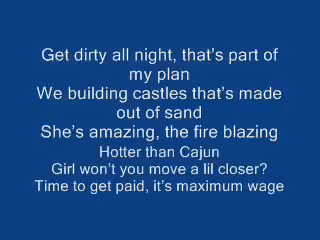 Get dirty all night, that's part of
my plan
We building castles that's made
out of sand
She's amazing, the fire blazing
Hotter than Cajun
Girl won't you move a lil closer?
Time to get paid, it's maximum wage